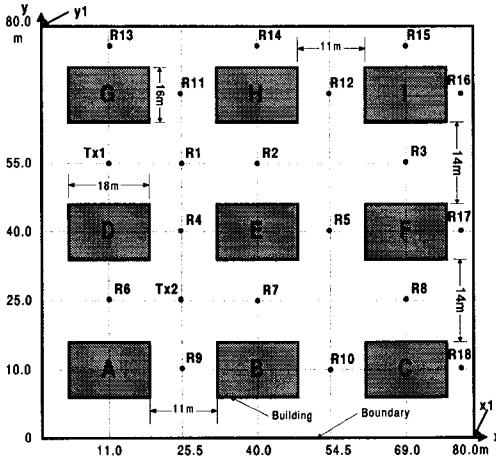 y
80.0
y1
m
R13
R14
R15
11m
G
H
I
16m
R11
R12
R16
Tx1
55.0
R1
R2
R3
14m
18m
D
E
F
R4
R5
R17
40.0
R6
Tx2
25.0
R7
R8
14m
A
B
C
R9
R10
R18
10.0
11m
Building
Boundary
x1
0
x
11.0
25.5
40.0
54.5
69.0
80.0m